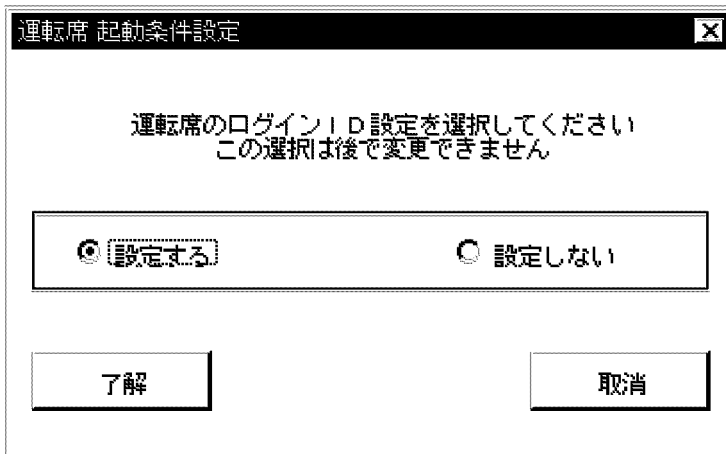 運転席 起動条件設定
運転席のログインＩＤ設定を選択してください
この選択は後で変更できません
設定する 設定しない
了解 取消